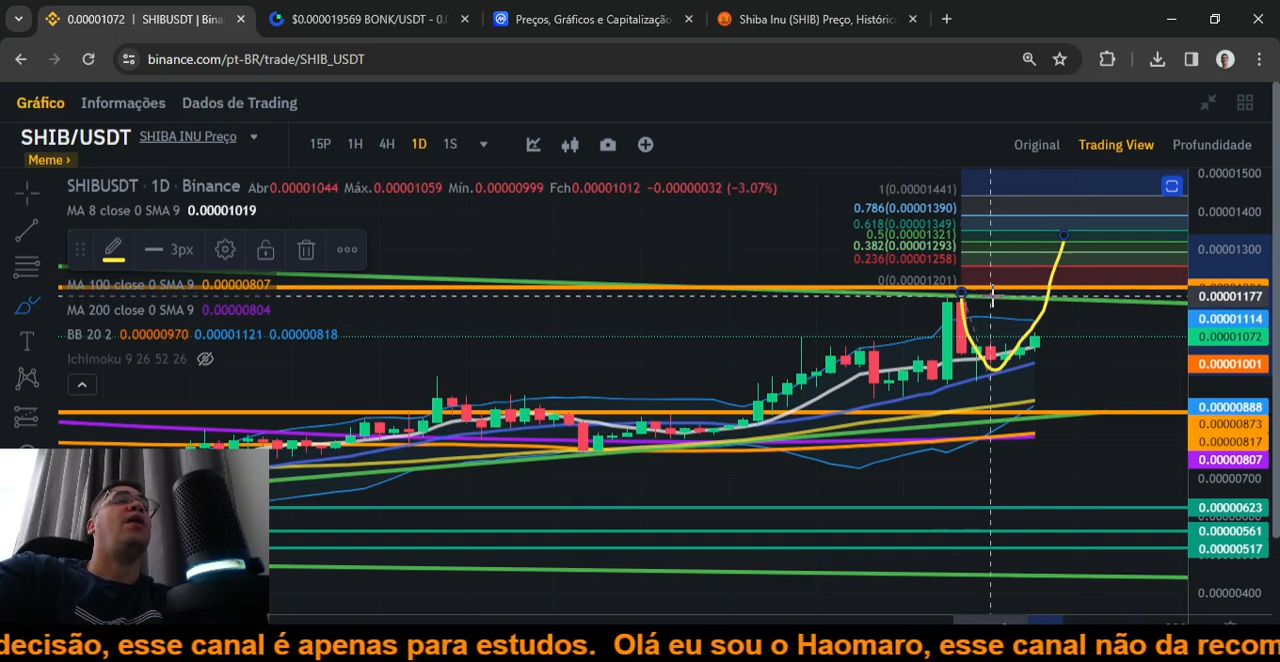 0.00001072 | SHIBUSDT | Bina
$0.000019569 BONK/USDT - 0.0
Preços, Gráficos e Capitalização
Shiba Inu (SHIB) Preço, Históric
binance.com/pt-BR/trade/SHIB_USDT
Gráfico Informações Dados de Trading
SHIB/USDT SHIBA INU Preço
Meme ›
15P 1H 4H 1D 1S
Original Trading View Profundidade
SHIBUSDT · 1D · Binance Abr0.00001044 Máx.0.00001059 Mín.0.00000999 Fch0.00001012 −0.00000032 (−3.07%)
MA 8 close 0 SMA 9 0.00001019
3px
MA 100 close 0 SMA 9 0.00000807
MA 200 close 0 SMA 9 0.00000804
BB 20 2 0.00000970 0.00001121 0.00000818
Ichimoku 9 26 52 26
1(0.00001441)
0.786(0.00001390)
0.618(0.00001349)
0.5(0.00001321)
0.382(0.00001293)
0.236(0.00001258)
0(0.00001201)
0.00001500
0.00001400
0.00001300
0.00001177
0.00001114
0.00001072
0.00001001
0.00000888
0.00000873
0.00000817
0.00000807
0.00000700
0.00000623
0.00000561
0.00000517
0.00000400
decisão, esse canal é apenas para estudos. Olá eu sou o Haomaro, esse canal não da recom